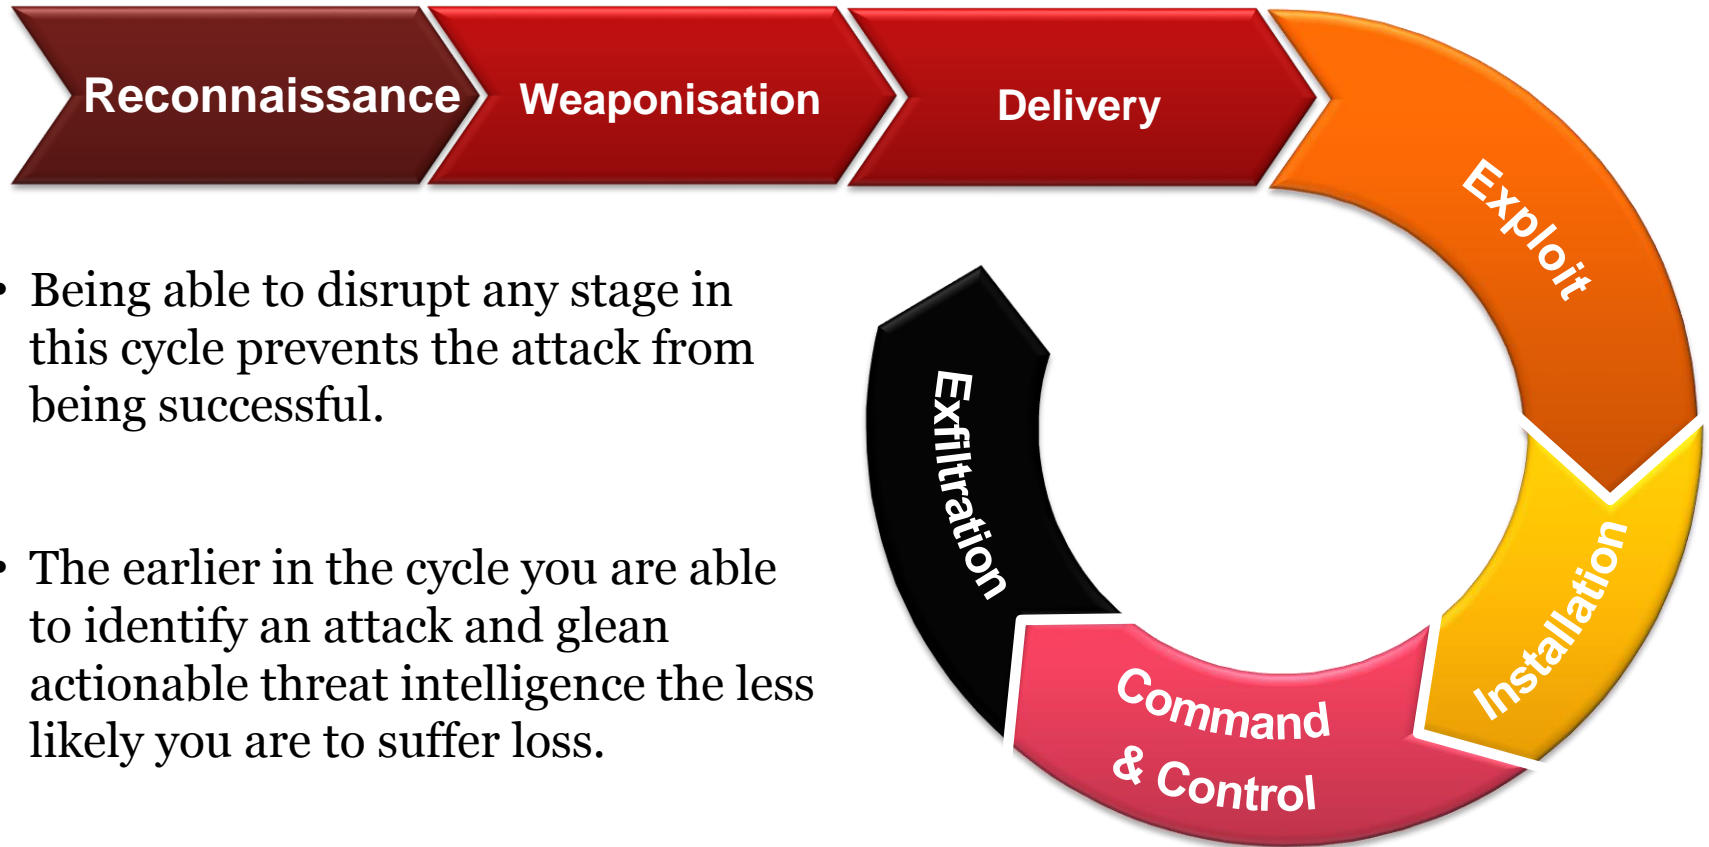 Reconnaissance
Weaponisation
Delivery
Exploit
Installation
Command
& Control
Exfiltration
• Being able to disrupt any stage in
this cycle prevents the attack from
being successful.
• The earlier in the cycle you are able
to identify an attack and glean
actionable threat intelligence the less
likely you are to suffer loss.